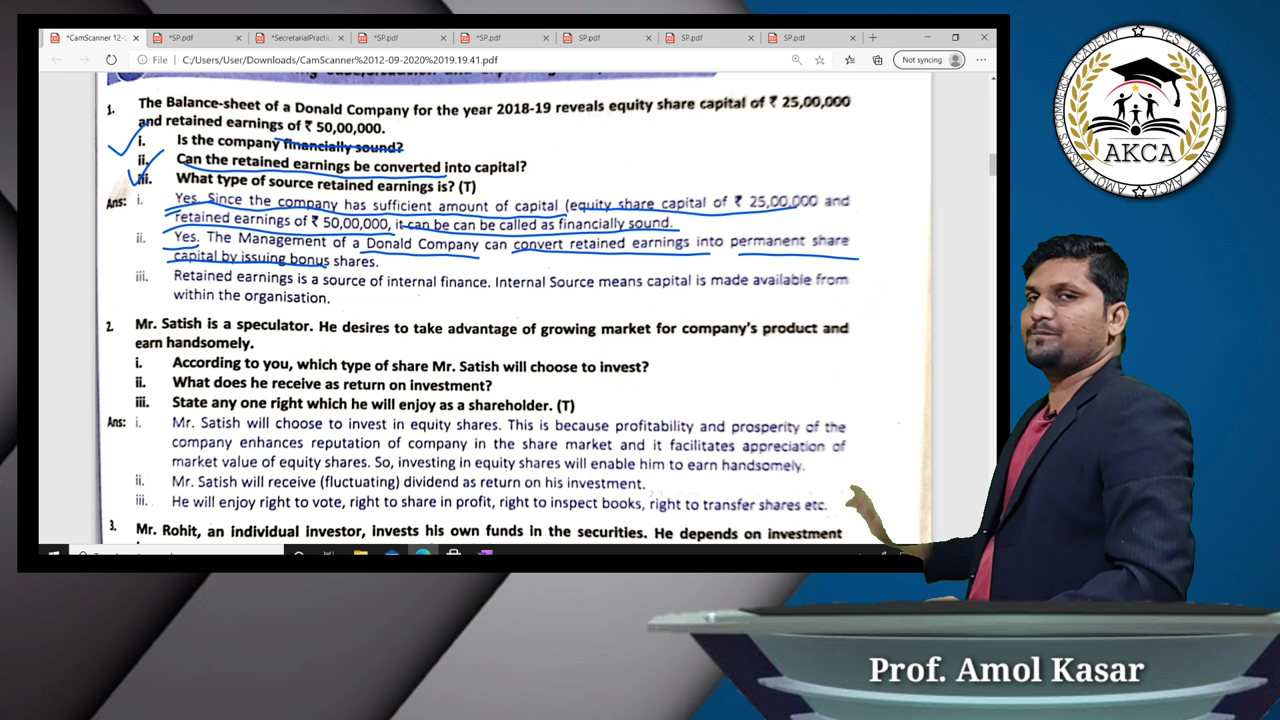 *CamScanner 12-
*SP.pdf
*SecretarialPractic
*SP.pdf
*SP.pdf
SP.pdf
SP.pdf
SP.pdf
File
C:/Users/User/Downloads/CamScanner%2012-09-2020%2019.19.41.pdf
Not syncing
1. The Balance-sheet of a Donald Company for the year 2018-19 reveals equity share capital of ₹ 25,00,000
and retained earnings of ₹ 50,00,000.
i. Is the company financially sound?
ii. Can the retained earnings be converted into capital?
iii. What type of source retained earnings is? (T)
Ans: i. Yes. Since the company has sufficient amount of capital (equity share capital of ₹ 25,00,000 and
retained earnings of ₹ 50,00,000, it can be can be called as financially sound.
ii. Yes. The Management of a Donald Company can convert retained earnings into permanent share
capital by issuing bonus shares.
iii. Retained earnings is a source of internal finance. Internal Source means capital is made available from
within the organisation.
2. Mr. Satish is a speculator. He desires to take advantage of growing market for company's product and
earn handsomely.
i. According to you, which type of share Mr. Satish will choose to invest?
ii. What does he receive as return on investment?
iii. State any one right which he will enjoy as a shareholder. (T)
Ans: i. Mr. Satish will choose to invest in equity shares. This is because profitability and prosperity of the
company enhances reputation of company in the share market and it facilitates appreciation of
market value of equity shares. So, investing in equity shares will enable him to earn handsomely.
ii. Mr. Satish will receive (fluctuating) dividend as return on his investment.
iii. He will enjoy right to vote, right to share in profit, right to inspect books, right to transfer shares etc.
3. Mr. Rohit, an individual investor, invests his own funds in the securities. He depends on investment
AMOL KASAR'S COMMERCE ACADEMY
YES WE CAN & WE WILL
AKCA
Prof. Amol Kasar